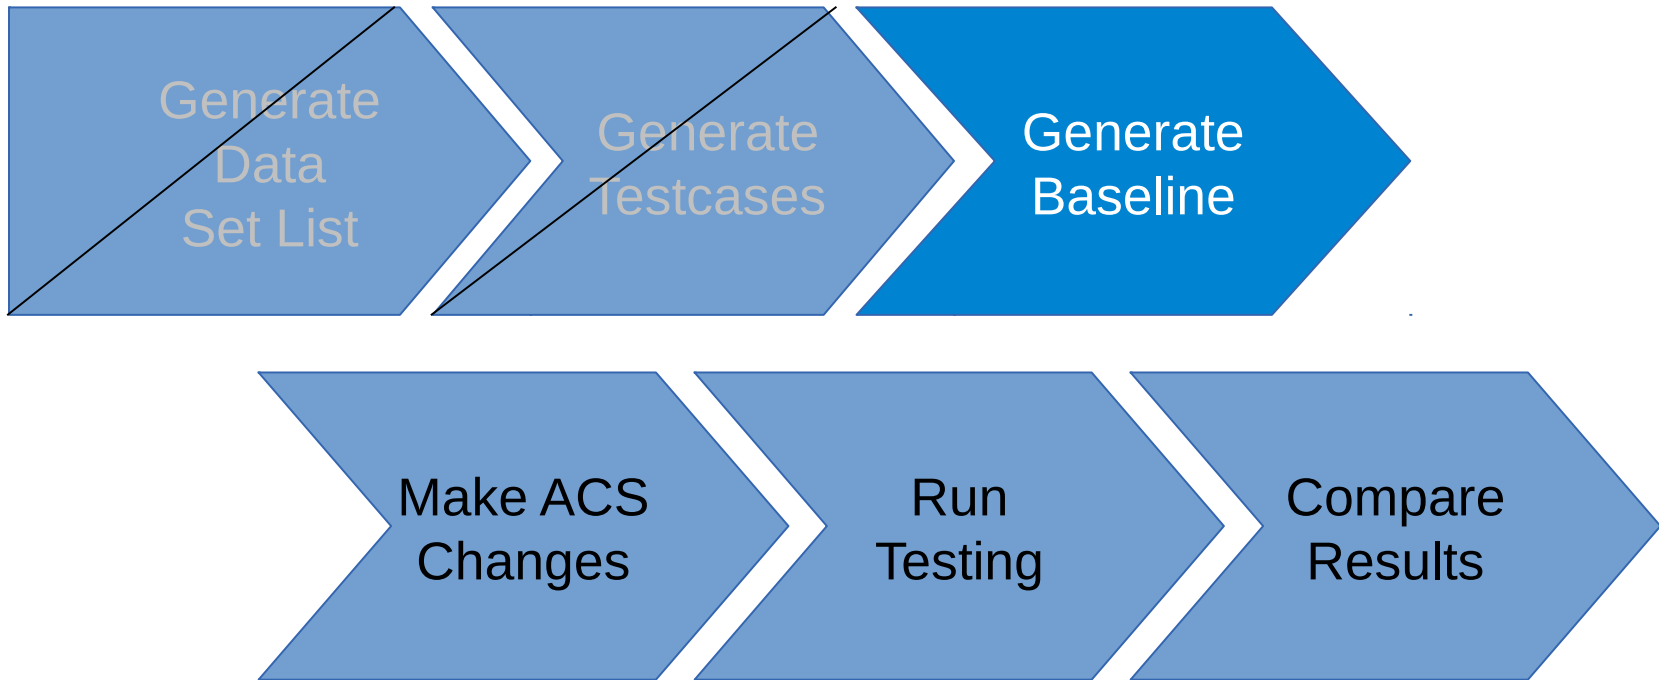 Generate
Data
Set List
Generate
Testcases
Generate
Baseline
Make ACS
Changes
Run
Testing
Compare
Results